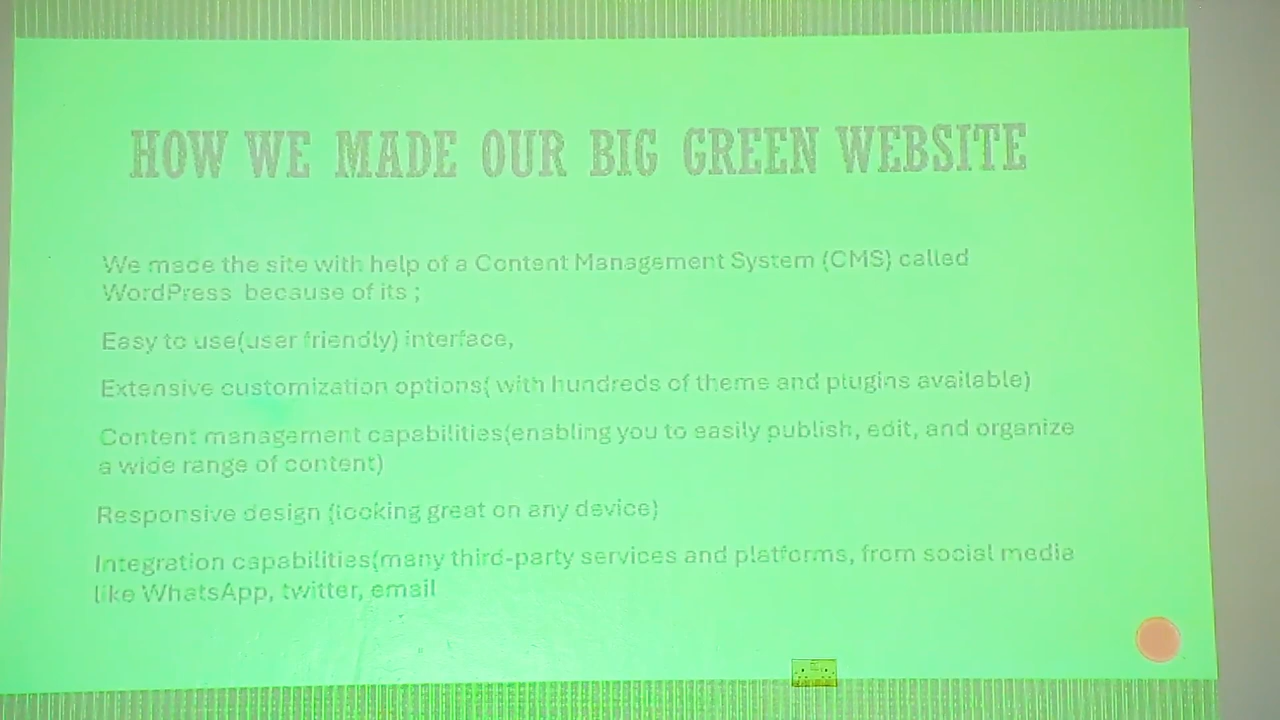 HOW WE MADE OUR BIG GREEN WEBSITE
We made the site with help of a Content Management System (CMS) called
WordPress because of its ;
Easy to use(user friendly) interface,
Extensive customization options( with hundreds of theme and plugins available)
Content management capabilities(enabling you to easily publish, edit, and organize
a wide range of content)
Responsive design (looking great on any device)
Integration capabilities(many third-party services and platforms, from social media
like WhatsApp, twitter, email